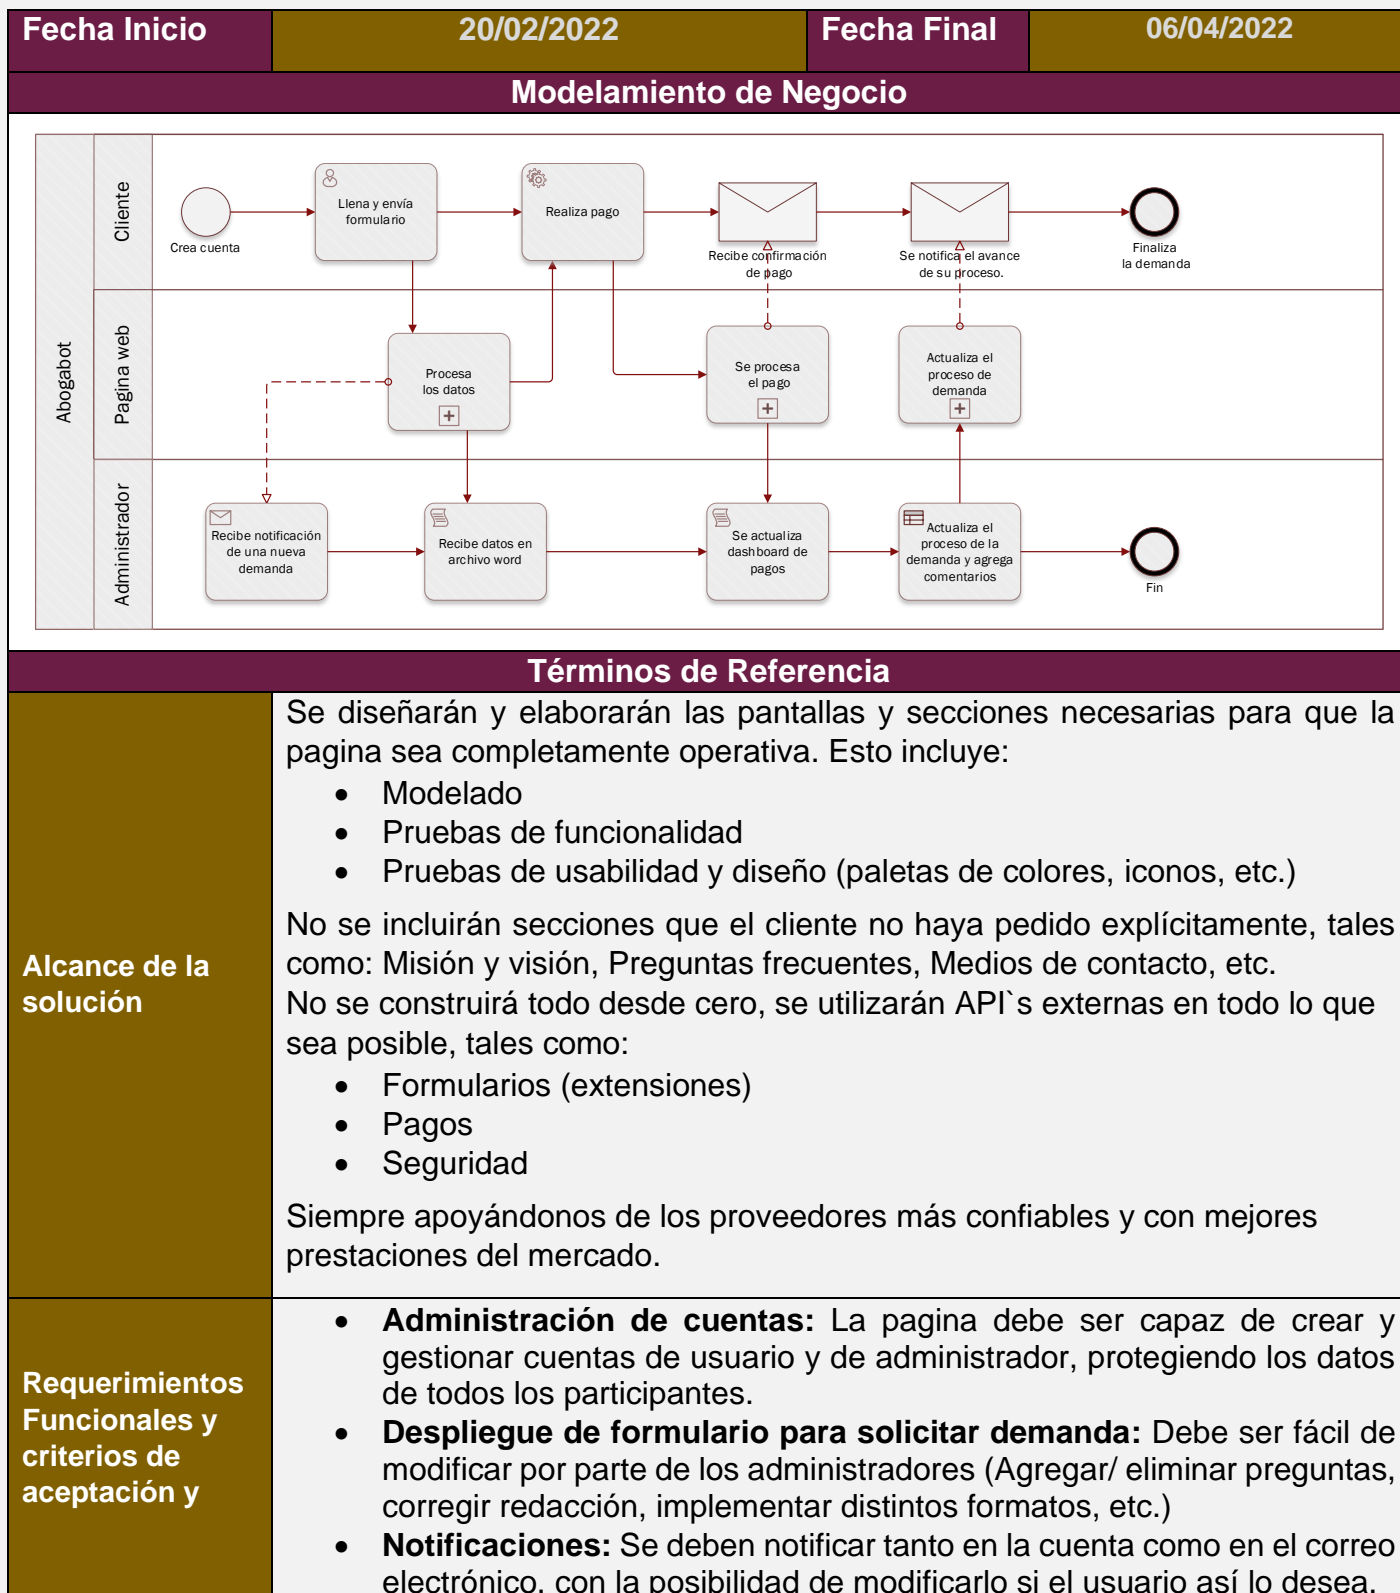 Fecha Inicio 20/02/2022 Fecha Final 06/04/2022
Modelamiento de Negocio
Abogabot
Cliente
Crea cuenta
Llena y envía
formulario
Realiza pago
Recibe confirmación
de pago
Se notifica el avance
de su proceso.
Finaliza
la demanda
Pagina web
Procesa
los datos
Se procesa
el pago
Actualiza el
proceso de
demanda
Administrador
Recibe notificación
de una nueva
demanda
Recibe datos en
archivo word
Se actualiza
dashboard de
pagos
Actualiza el
proceso de la
demanda y agrega
comentarios
Fin
Términos de Referencia
Alcance de la
solución
Se diseñarán y elaborarán las pantallas y secciones necesarias para que la
pagina sea completamente operativa. Esto incluye:
• Modelado
• Pruebas de funcionalidad
• Pruebas de usabilidad y diseño (paletas de colores, iconos, etc.)
No se incluirán secciones que el cliente no haya pedido explícitamente, tales
como: Misión y visión, Preguntas frecuentes, Medios de contacto, etc.
No se construirá todo desde cero, se utilizarán API`s externas en todo lo que
sea posible, tales como:
• Formularios (extensiones)
• Pagos
• Seguridad
Siempre apoyándonos de los proveedores más confiables y con mejores
prestaciones del mercado.
Requerimientos
Funcionales y
criterios de
aceptación y
• Administración de cuentas: La pagina debe ser capaz de crear y
gestionar cuentas de usuario y de administrador, protegiendo los datos
de todos los participantes.
• Despliegue de formulario para solicitar demanda: Debe ser fácil de
modificar por parte de los administradores (Agregar/ eliminar preguntas,
corregir redacción, implementar distintos formatos, etc.)
• Notificaciones: Se deben notificar tanto en la cuenta como en el correo
electrónico, con la posibilidad de modificarlo si el usuario así lo desea.